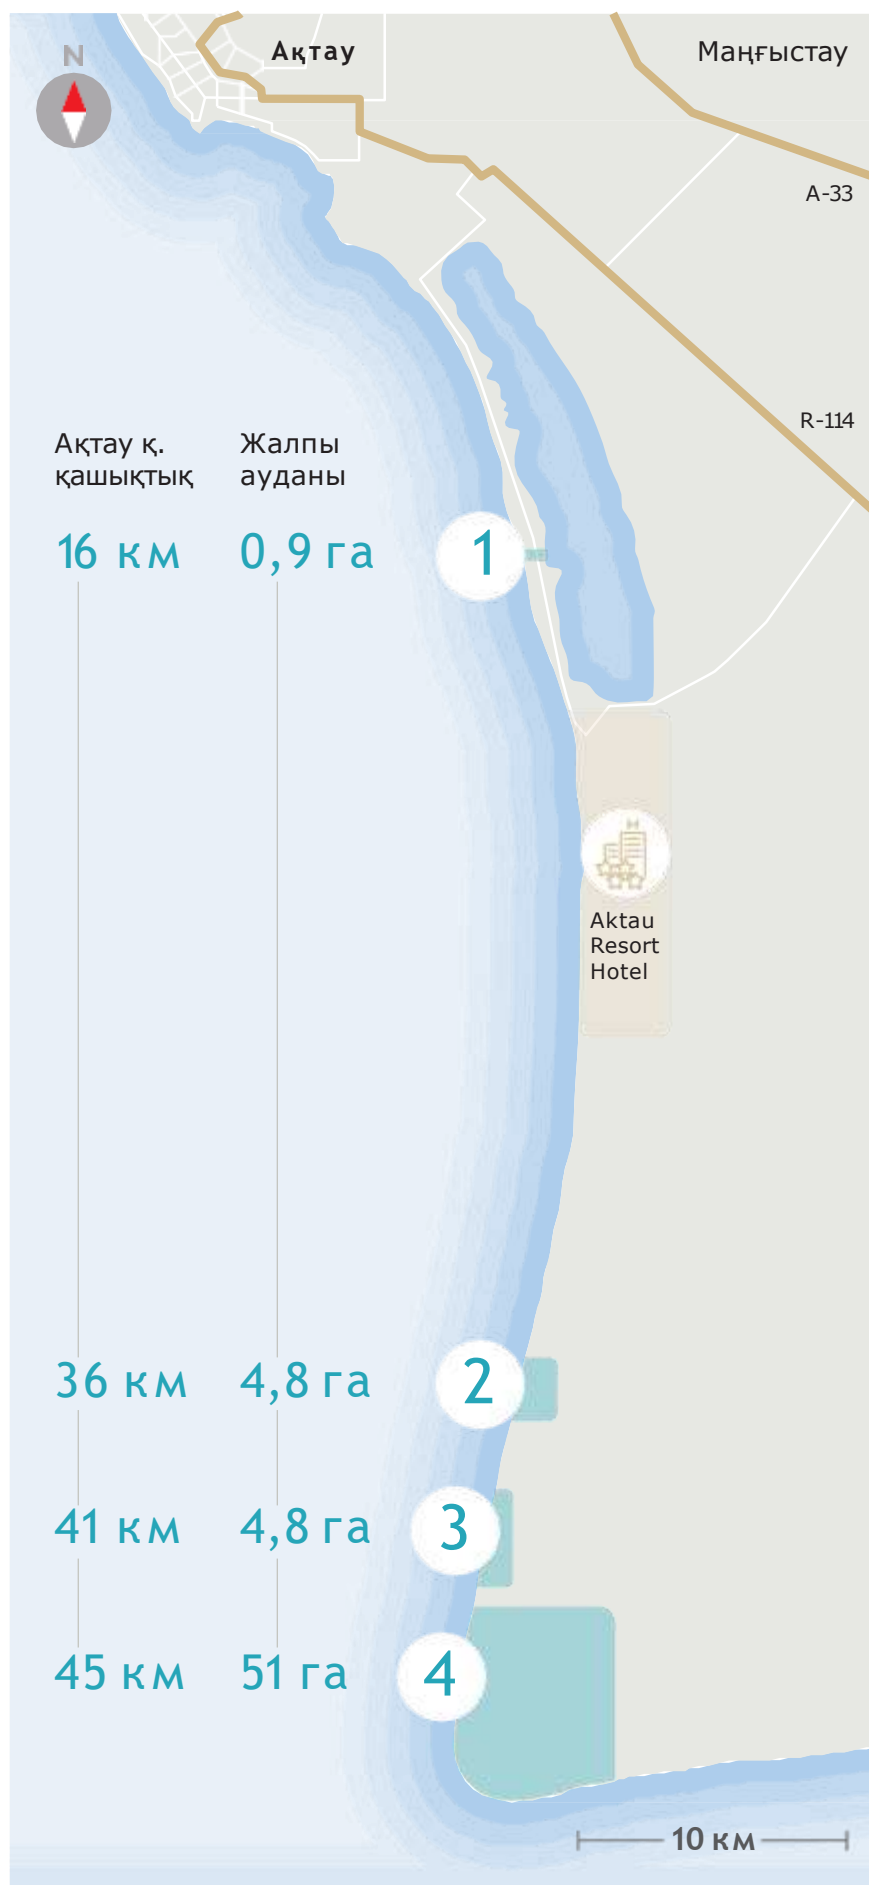 N
Ақтау
Маңғыстау
A-33
R-114
Ақтау қ.
қашықтық
Жалпы
ауданы
16 км
0,9 га
1
Aktau
Resort
Hotel
36 км
4,8 га
2
41 км
4,8 га
3
45 км
51 га
4
10 км